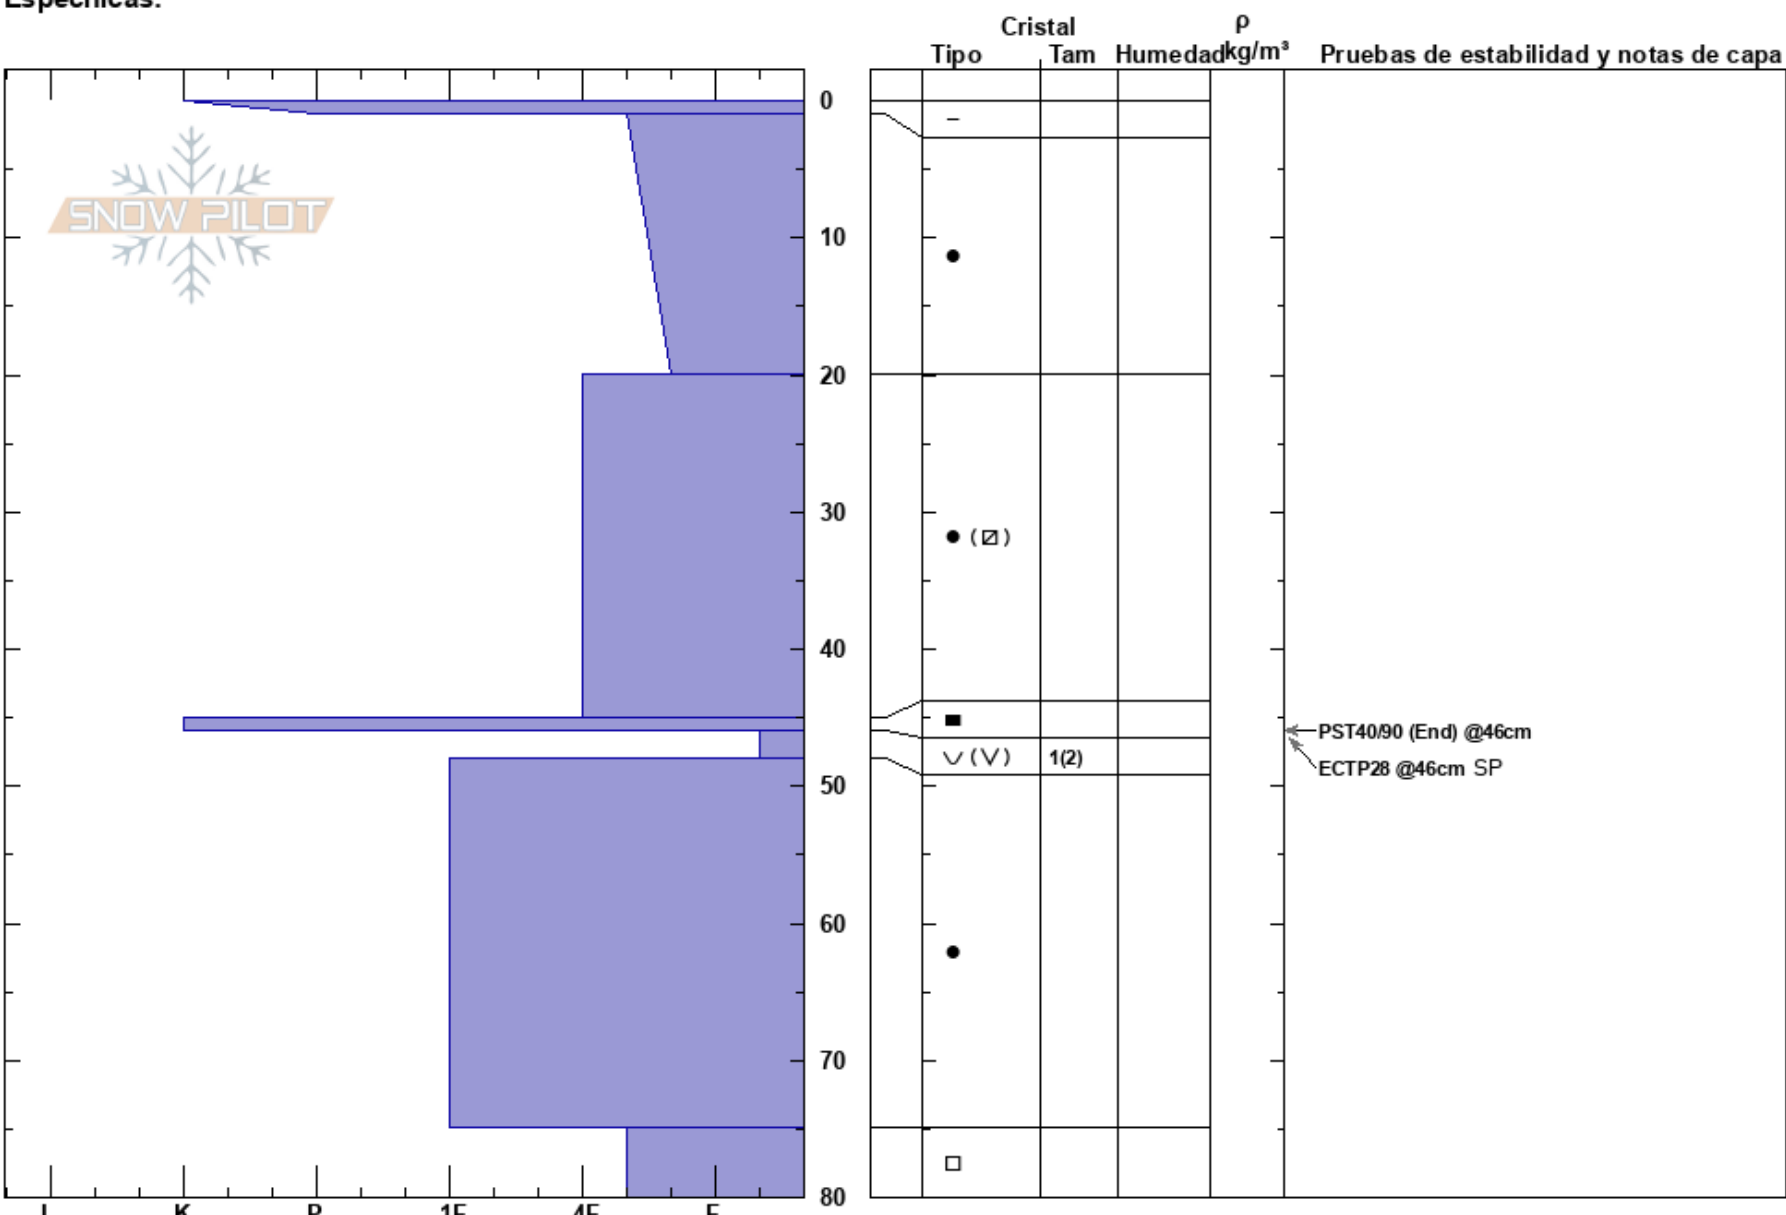 Específicas:
Cristal ρ
Tipo Tam Humedad kg/m³ Pruebas de estabilidad y notas de capa
0
SNOW PILOT
10
20
30
40
PST40/90 (End) @46cm
1(2)
ECTP28 @46cm SP
50
60
70
80
I K P 1F 4F F